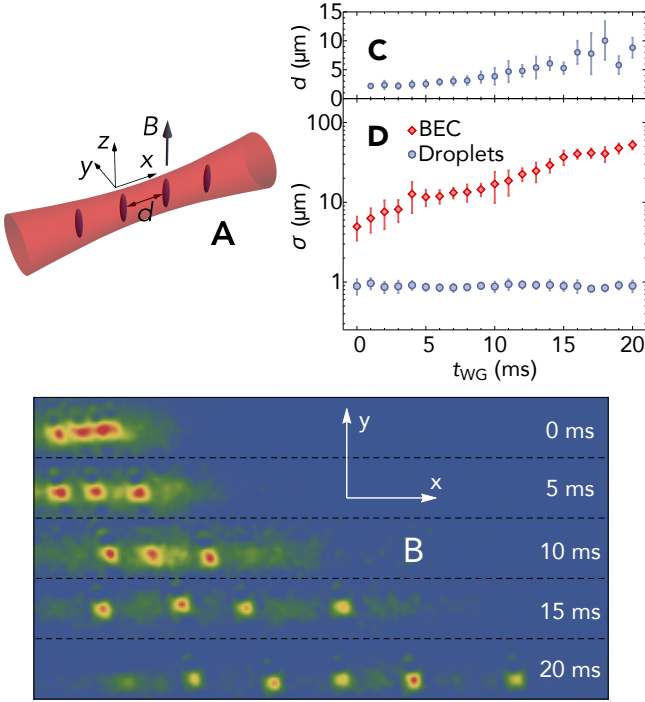 B
z
y
x
d
A
C
d (μm)
15
10
5
0
D
BEC
Droplets
σ (μm)
100
10
1
0
5
10
15
20
t_WG (ms)
y
x
B
0 ms
5 ms
10 ms
15 ms
20 ms